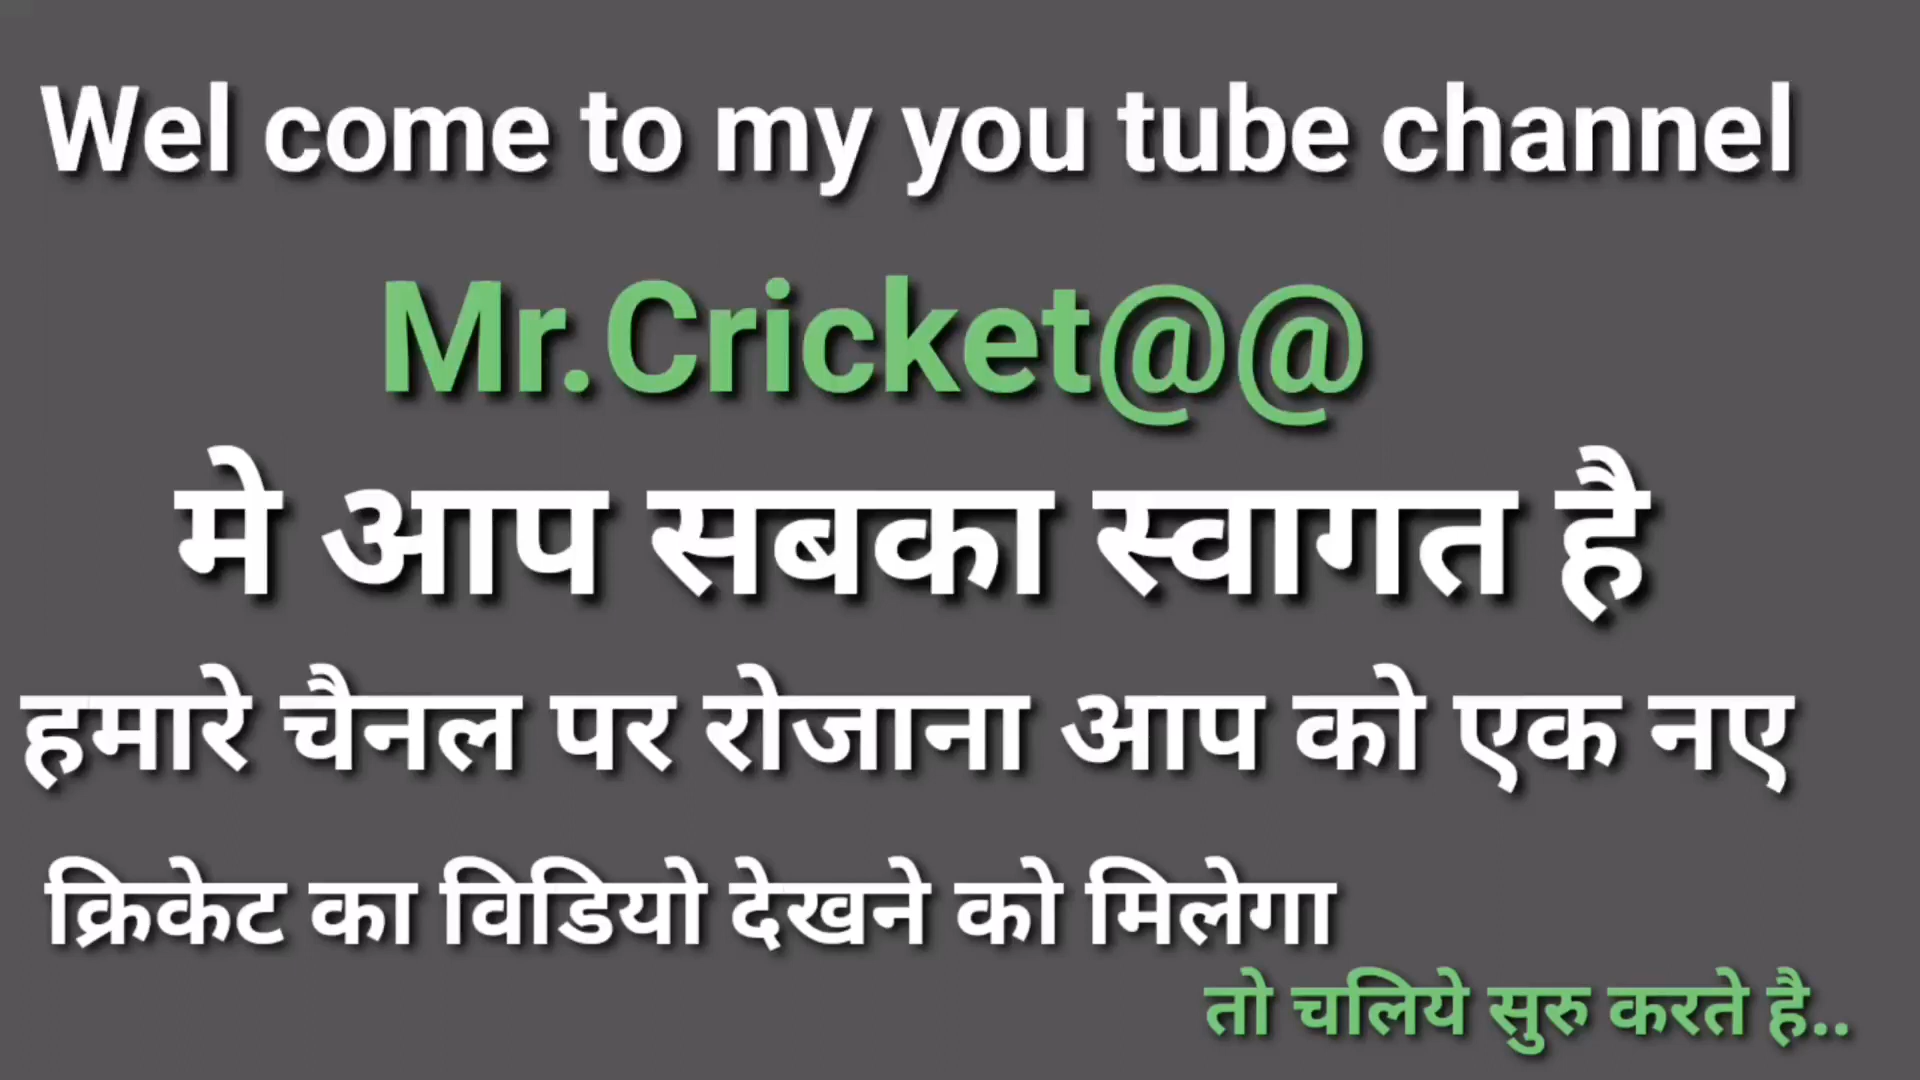 Wel come to my you tube channel
Mr.Cricket@@
मे आप सबका स्वागत है
हमारे चैनल पर रोजाना आप को एक नए
क्रिकेट का विडियो देखने को मिलेगा
तो चलिये सुरु करते है..